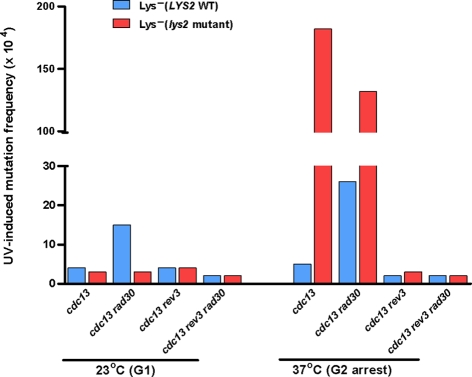 Lys⁻(LYS2 WT)
Lys⁻(lys2 mutant)
UV-induced mutation frequency (x 10⁴)
200
150
100
30
20
10
0
cdc13
cdc13 rad30
cdc13 rev3
cdc13 rev3 rad30
cdc13
cdc13 rad30
cdc13 rev3
cdc13 rev3 rad30
23°C (G1)
37°C (G2 arrest)